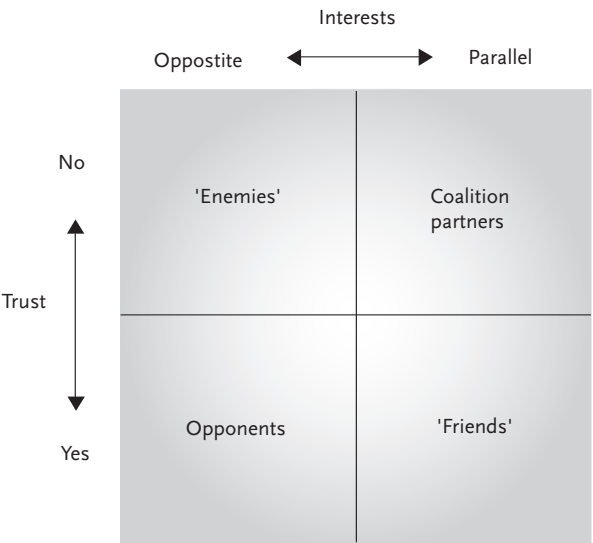 Interests
Oppostite
Parallel
No
'Enemies'
Coalition
partners
Trust
Opponents
'Friends'
Yes